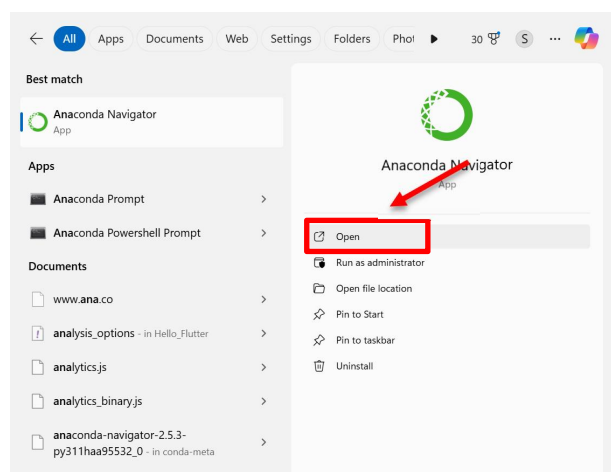 All Apps Documents Web Settings Folders Phot 30 S ...
Best match
Anaconda Navigator
App
Apps
Anaconda Prompt
Anaconda Powershell Prompt
Documents
www.ana.co
analysis_options - in Hello_Flutter
analytics.js
analytics_binary.js
anaconda-navigator-2.5.3-
py311haa95532_0 - in conda-meta
Anaconda Navigator
App
Open
Run as administrator
Open file location
Pin to Start
Pin to taskbar
Uninstall